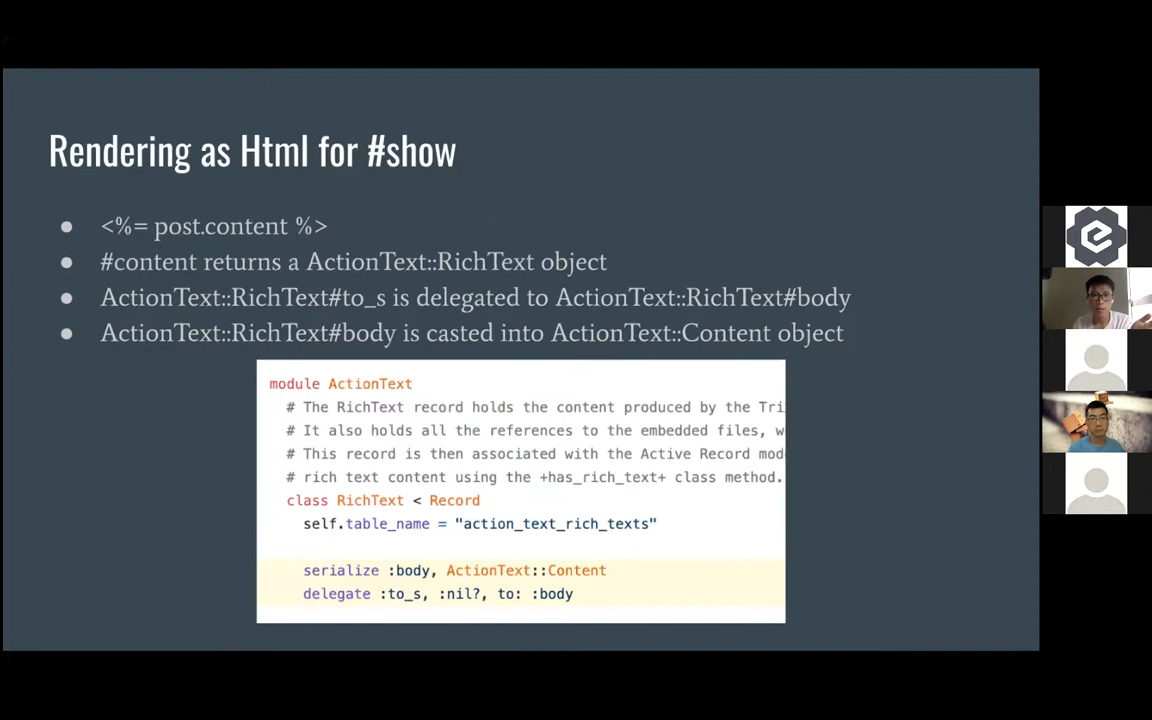 Rendering as Html for #show
● <%= post.content %>
● #content returns a ActionText::RichText object
● ActionText::RichText#to_s is delegated to ActionText::RichText#body
● ActionText::RichText#body is casted into ActionText::Content object
module ActionText
# The RichText record holds the content produced by the Tri
# It also holds all the references to the embedded files, w
# This record is then associated with the Active Record mod
# rich text content using the +has_rich_text+ class method.
class RichText < Record
self.table_name = "action_text_rich_texts"
serialize :body, ActionText::Content
delegate :to_s, :nil?, to: :body